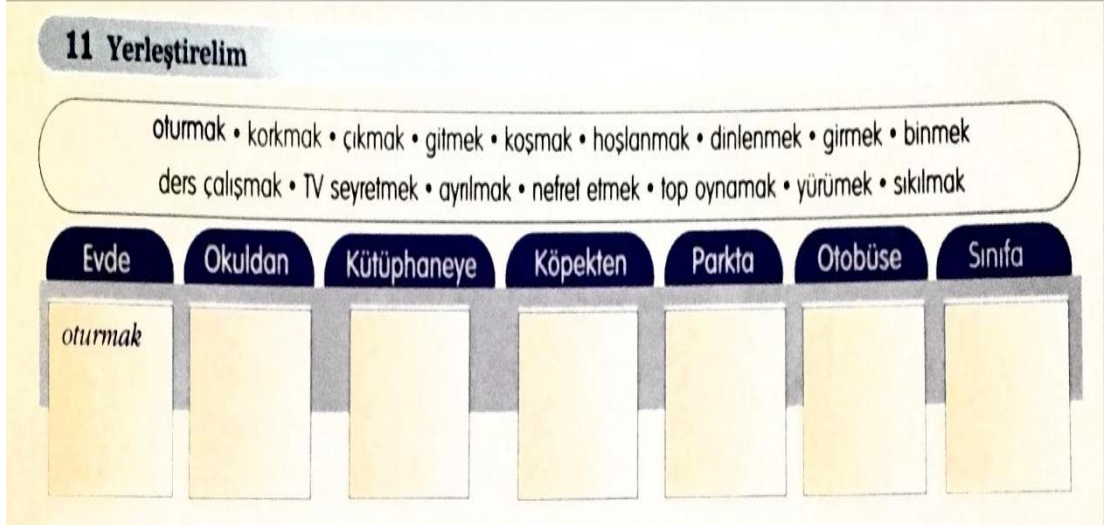 11 Yerleştirelim
oturmak • korkmak • çıkmak • gitmek • koşmak • hoşlanmak • dinlenmek • girmek • binmek
ders çalışmak • TV seyretmek • ayrılmak • nefret etmek • top oynamak • yürümek • sıkılmak
Evde Okuldan Kütüphaneye Köpekten Parkta Otobüse Sınıfa
oturmak